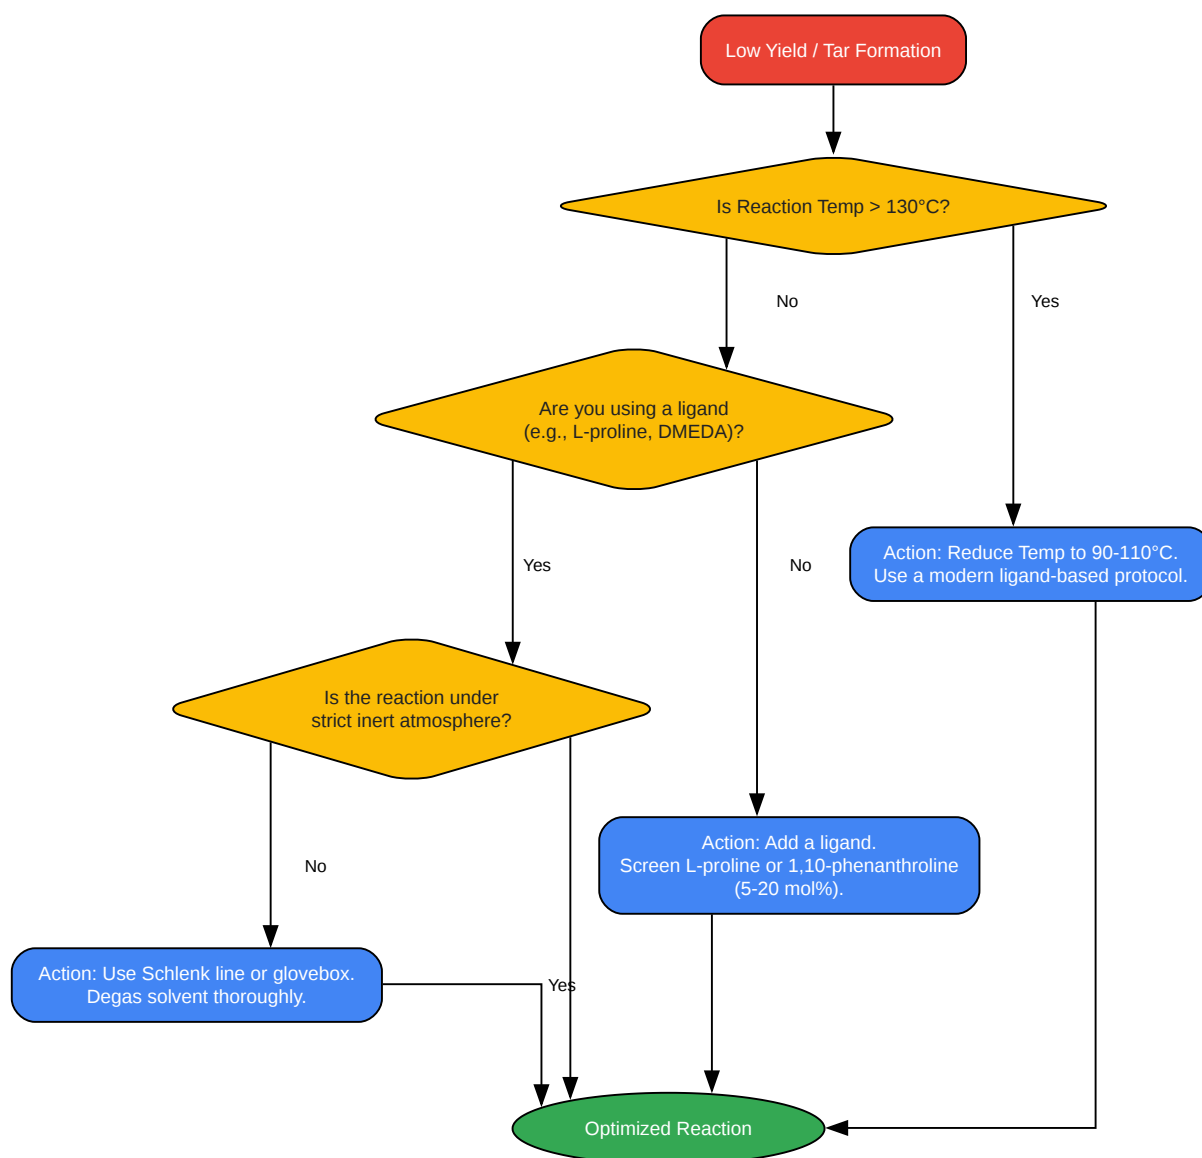 Low Yield / Tar Formation
Is Reaction Temp > 130°C?
No
Yes
Are you using a ligand
(e.g., L-proline, DMEDA)?
Yes
No
Action: Reduce Temp to 90-110°C.
Use a modern ligand-based protocol.
Is the reaction under
strict inert atmosphere?
No
Action: Add a ligand.
Screen L-proline or 1,10-phenanthroline
(5-20 mol%).
Action: Use Schlenk line or glovebox.
Degas solvent thoroughly.
Yes
Optimized Reaction